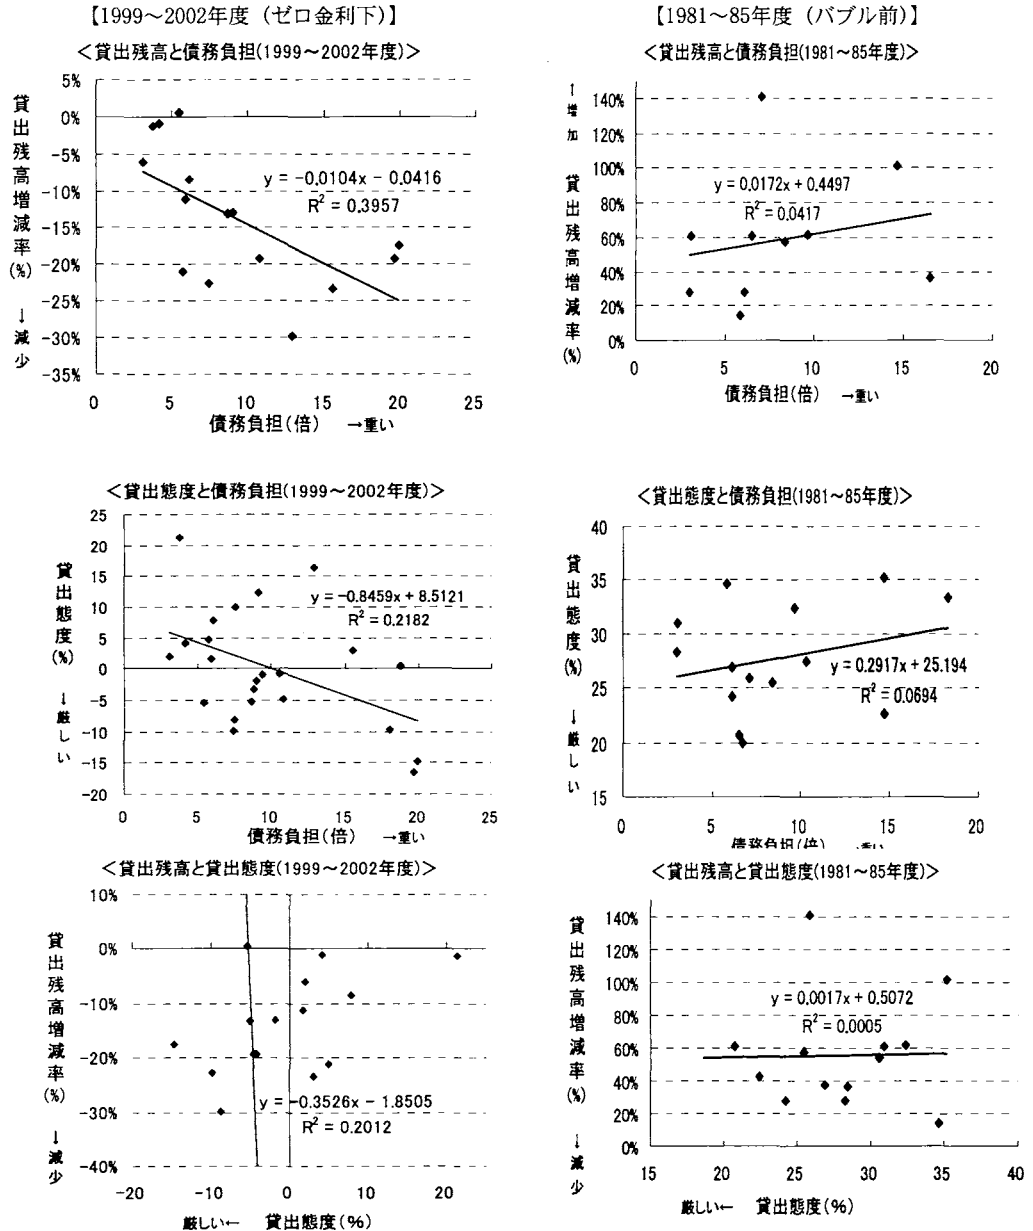 【1999～2002年度（ゼロ金利下）】
＜貸出残高と債務負担(1999～2002年度)＞
貸出残高増減率(%) ↓減少
5%
0%
-5%
-10%
-15%
-20%
-25%
-30%
-35%
y = -0.0104x - 0.0416
R² = 0.3957
0 5 10 15 20 25
債務負担(倍) →重い
【1981～85年度（バブル前）】
＜貸出残高と債務負担(1981～85年度)＞
↑増加 貸出残高増減率(%)
140%
120%
100%
80%
60%
40%
20%
0%
y = 0.0172x + 0.4497
R² = 0.0417
0 5 10 15 20
債務負担(倍) →重い
＜貸出態度と債務負担(1999～2002年度)＞
貸出態度(%) ↓厳しい
25
20
15
10
5
0
-5
-10
-15
-20
y = -0.8459x + 8.5121
R² = 0.2182
0 5 10 15 20 25
債務負担(倍) →重い
＜貸出態度と債務負担(1981～85年度)＞
貸出態度(%) ↓厳しい
40
35
30
25
20
15
y = 0.2917x + 25.194
R² = 0.0694
0 5 10 15 20
債務負担(倍) →重い
＜貸出残高と貸出態度(1999～2002年度)＞
貸出残高増減率(%) ↓減少
10%
0%
-10%
-20%
-30%
-40%
y = -0.3526x - 1.8505
R² = 0.2012
-20 -10 0 10 20
厳しい← 貸出態度(%)
＜貸出残高と貸出態度(1981～85年度)＞
貸出残高増減率(%) ↓減少
140%
120%
100%
80%
60%
40%
20%
0%
y = 0.0017x + 0.5072
R² = 0.0005
15 20 25 30 35 40
厳しい← 貸出態度(%)